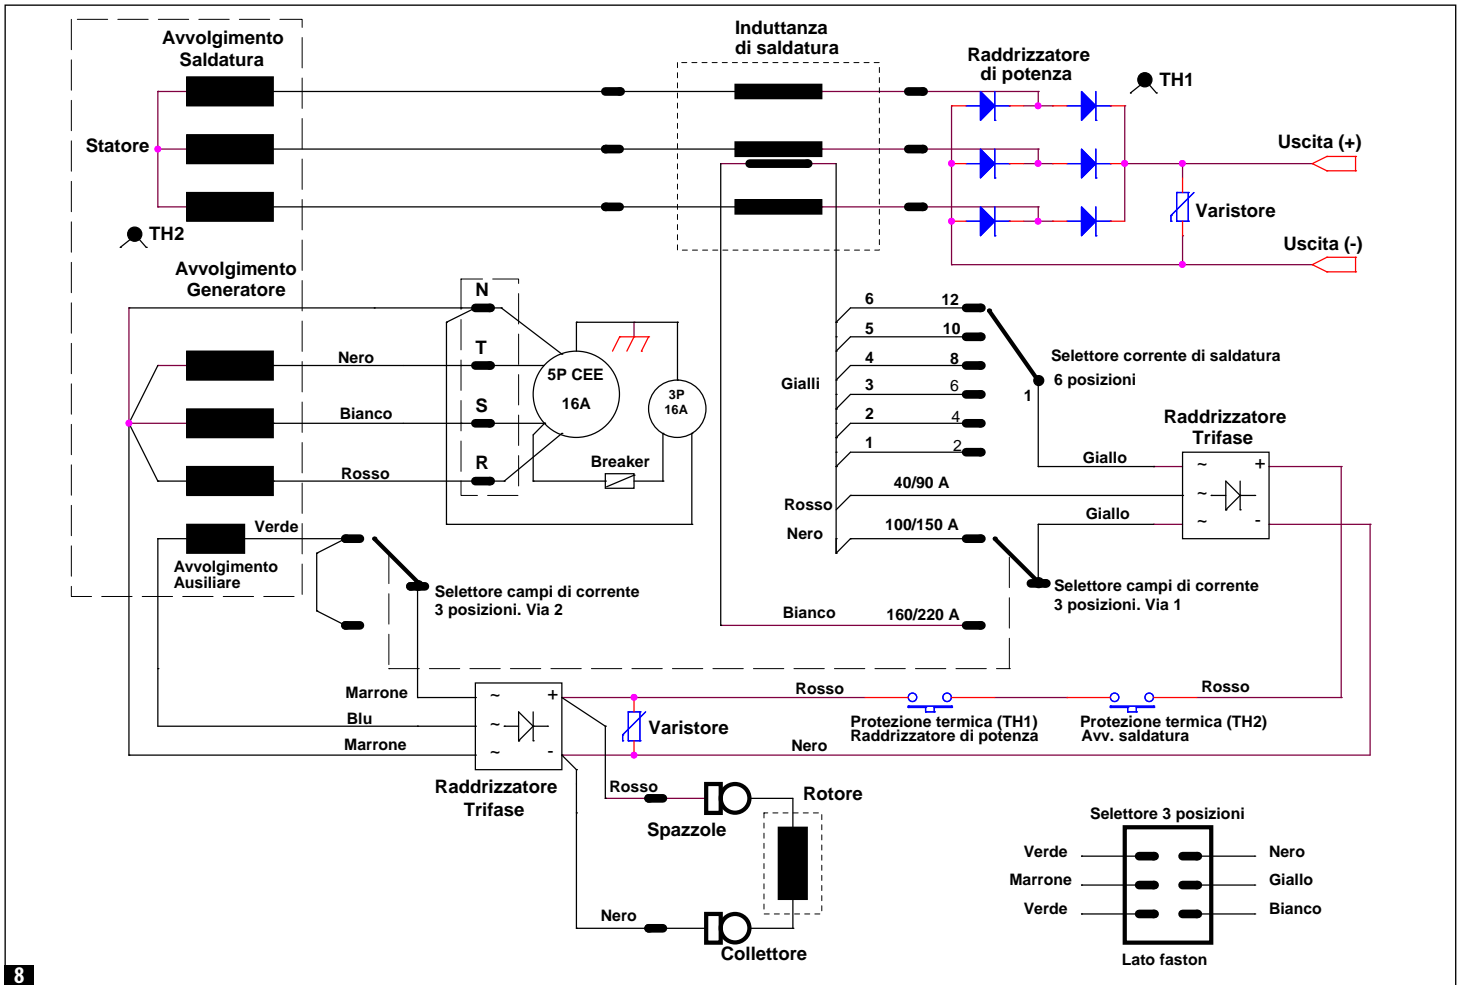 Avvolgimento
Saldatura
Induttanza
di saldatura
Raddrizzatore
di potenza
TH1
Statore
Uscita (+)
Varistore
TH2
Uscita (-)
Avvolgimento
Generatore
N
6 12
5 10
T
Nero
4 8
Selettore corrente di saldatura
6 posizioni
5P CEE
16A
3P
16A
Gialli
3 6
1
S
Bianco
2 4
Raddrizzatore
Trifase
1 2
R
Rosso
Breaker
Giallo
~ +
40/90 A
~
Rosso
Giallo
~ -
Verde
100/150 A
Nero
Avvolgimento
Ausiliare
Selettore campi di corrente
3 posizioni. Via 2
Selettore campi di corrente
3 posizioni. Via 1
Bianco
160/220 A
Marrone
~ +
Rosso
Rosso
Blu
~
Varistore
Protezione termica (TH1)
Raddrizzatore di potenza
Protezione termica (TH2)
Avv. saldatura
Marrone
~ -
Nero
Raddrizzatore
Trifase
Rosso
Rotore
Spazzole
Selettore 3 posizioni
Verde
Nero
Marrone
Giallo
Verde
Bianco
Nero
Collettore
Lato faston
8